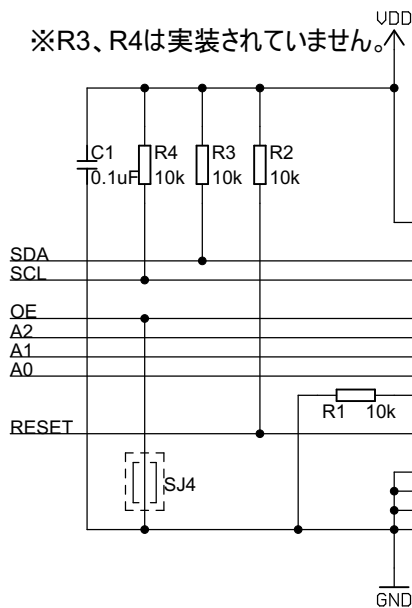 VDD
※R3、R4は実装されていません。
C1
0.1uF
R4
10k
R3
10k
R2
10k
SDA
SCL
OE
A2
A1
A0
R1 10k
RESET
SJ4
GND